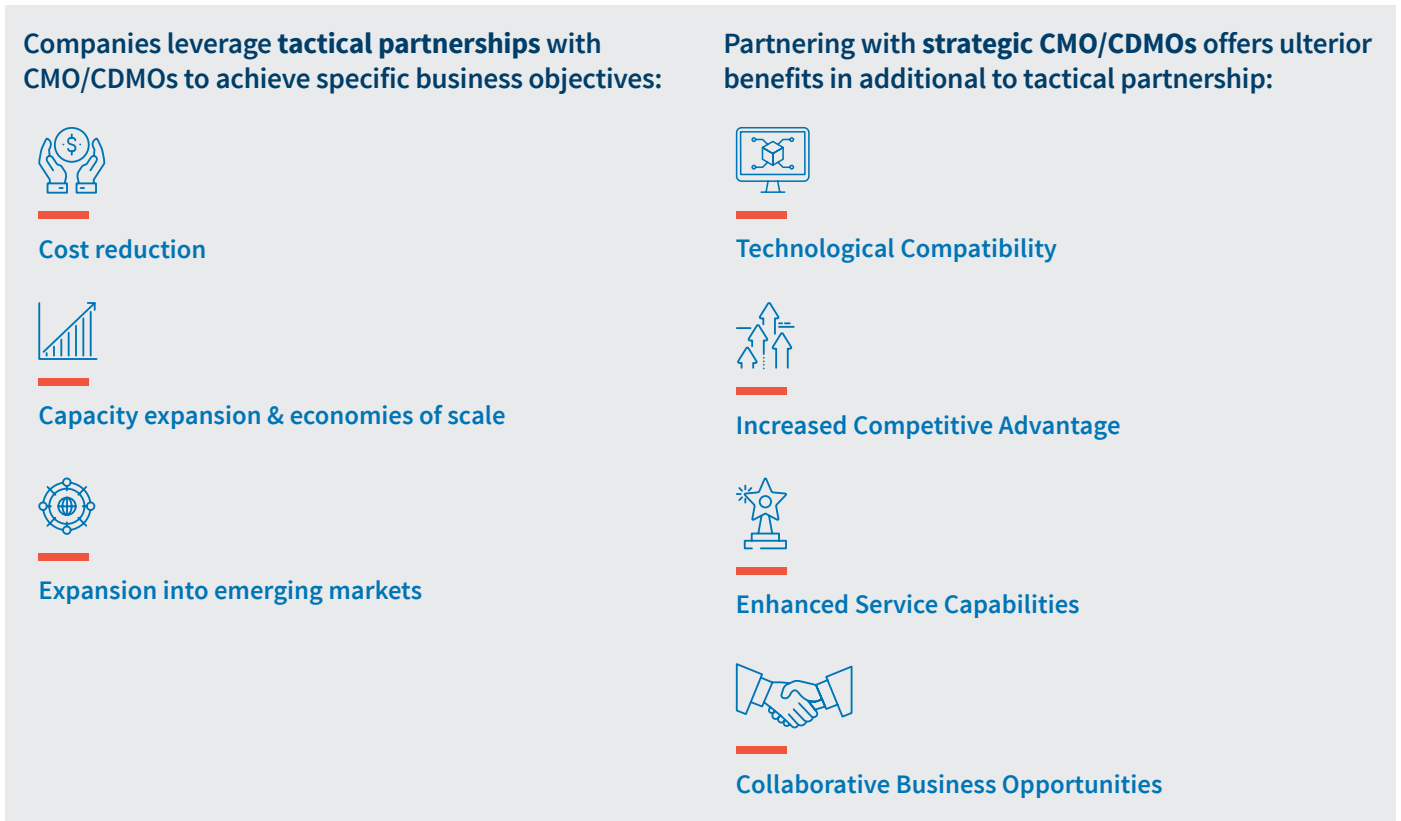 Companies leverage tactical partnerships with
CMO/CDMOs to achieve specific business objectives:
$
Cost reduction
Capacity expansion & economies of scale
Expansion into emerging markets
Partnering with strategic CMO/CDMOs offers ulterior
benefits in additional to tactical partnership:
Technological Compatibility
Increased Competitive Advantage
Enhanced Service Capabilities
Collaborative Business Opportunities